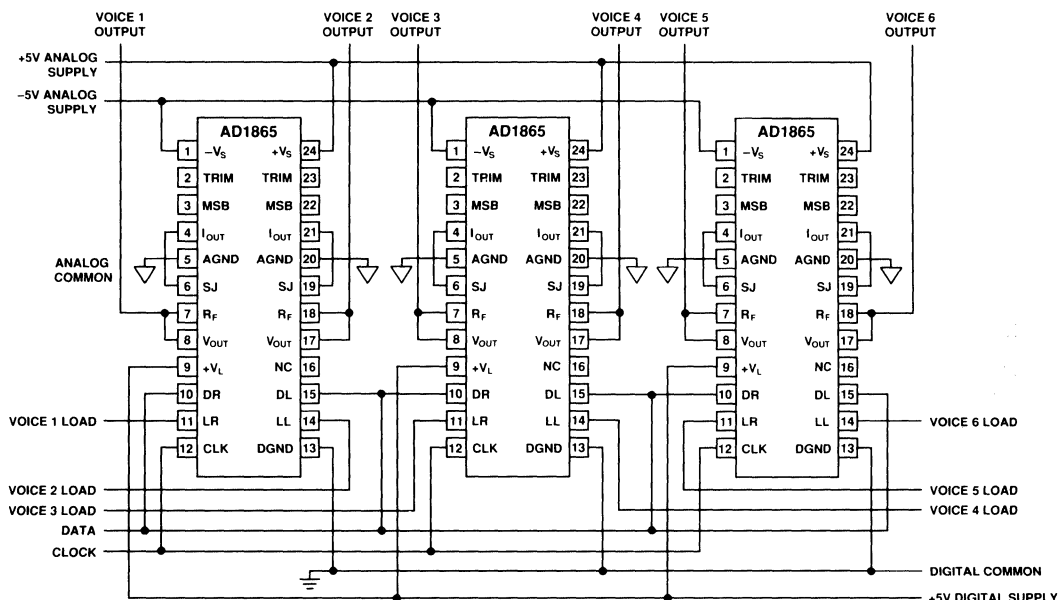 VOICE 1 OUTPUT
VOICE 2 OUTPUT
VOICE 3 OUTPUT
VOICE 4 OUTPUT
VOICE 5 OUTPUT
VOICE 6 OUTPUT
+5V ANALOG SUPPLY
–5V ANALOG SUPPLY
ANALOG COMMON
AD1865
1 –VS +VS 24
2 TRIM TRIM 23
3 MSB MSB 22
4 IOUT IOUT 21
5 AGND AGND 20
6 SJ SJ 19
7 RF RF 18
8 VOUT VOUT 17
9 +VL NC 16
10 DR DL 15
11 LR LL 14
12 CLK DGND 13
AD1865
1 –VS +VS 24
2 TRIM TRIM 23
3 MSB MSB 22
4 IOUT IOUT 21
5 AGND AGND 20
6 SJ SJ 19
7 RF RF 18
8 VOUT VOUT 17
9 +VL NC 16
10 DR DL 15
11 LR LL 14
12 CLK DGND 13
AD1865
1 –VS +VS 24
2 TRIM TRIM 23
3 MSB MSB 22
4 IOUT IOUT 21
5 AGND AGND 20
6 SJ SJ 19
7 RF RF 18
8 VOUT VOUT 17
9 +VL NC 16
10 DR DL 15
11 LR LL 14
12 CLK DGND 13
VOICE 1 LOAD
VOICE 2 LOAD
VOICE 3 LOAD
DATA
CLOCK
VOICE 6 LOAD
VOICE 5 LOAD
VOICE 4 LOAD
DIGITAL COMMON
+5V DIGITAL SUPPLY